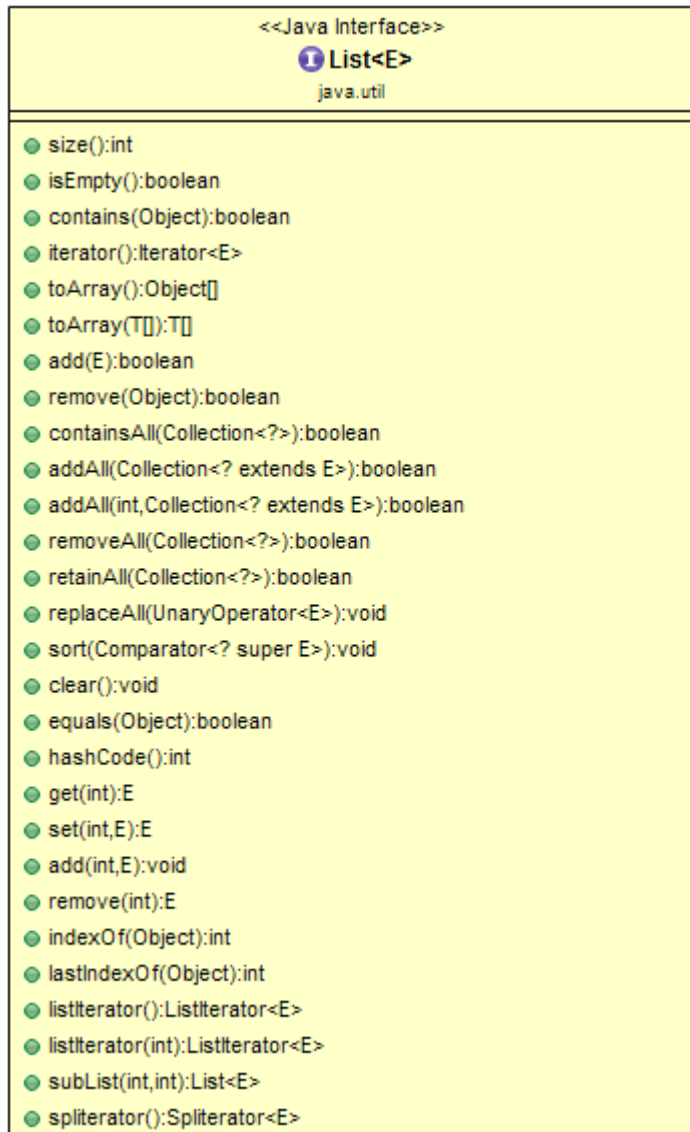 <<Java Interface>>
I List<E>
java.util
size():int
isEmpty():boolean
contains(Object):boolean
iterator():Iterator<E>
toArray():Object[]
toArray(T[]):T[]
add(E):boolean
remove(Object):boolean
containsAll(Collection<?>):boolean
addAll(Collection<? extends E>):boolean
addAll(int,Collection<? extends E>):boolean
removeAll(Collection<?>):boolean
retainAll(Collection<?>):boolean
replaceAll(UnaryOperator<E>):void
sort(Comparator<? super E>):void
clear():void
equals(Object):boolean
hashCode():int
get(int):E
set(int,E):E
add(int,E):void
remove(int):E
indexOf(Object):int
lastIndexOf(Object):int
listIterator():ListIterator<E>
listIterator(int):ListIterator<E>
subList(int,int):List<E>
spliterator():Spliterator<E>